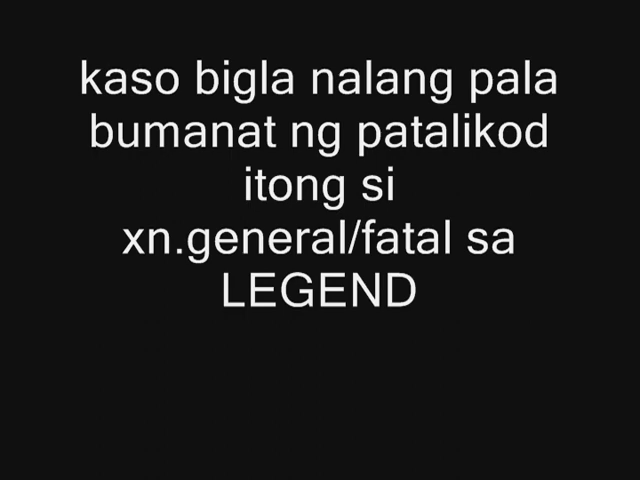 kaso bigla nalang pala
bumanat ng patalikod
itong si
xn.general/fatal sa
LEGEND